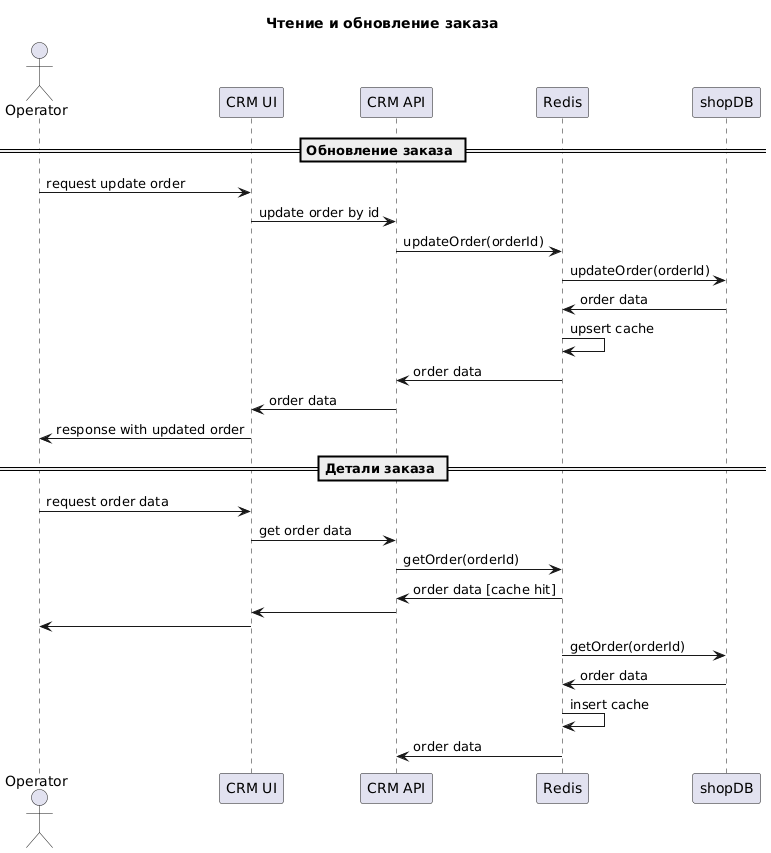 Чтение и обновление заказа
Operator
CRM UI
CRM API
Redis
shopDB
Обновление заказа
request update order
update order by id
updateOrder(orderId)
updateOrder(orderId)
order data
upsert cache
order data
order data
response with updated order
Детали заказа
request order data
get order data
getOrder(orderId)
order data [cache hit]
getOrder(orderId)
order data
insert cache
order data
Operator
CRM UI
CRM API
Redis
shopDB